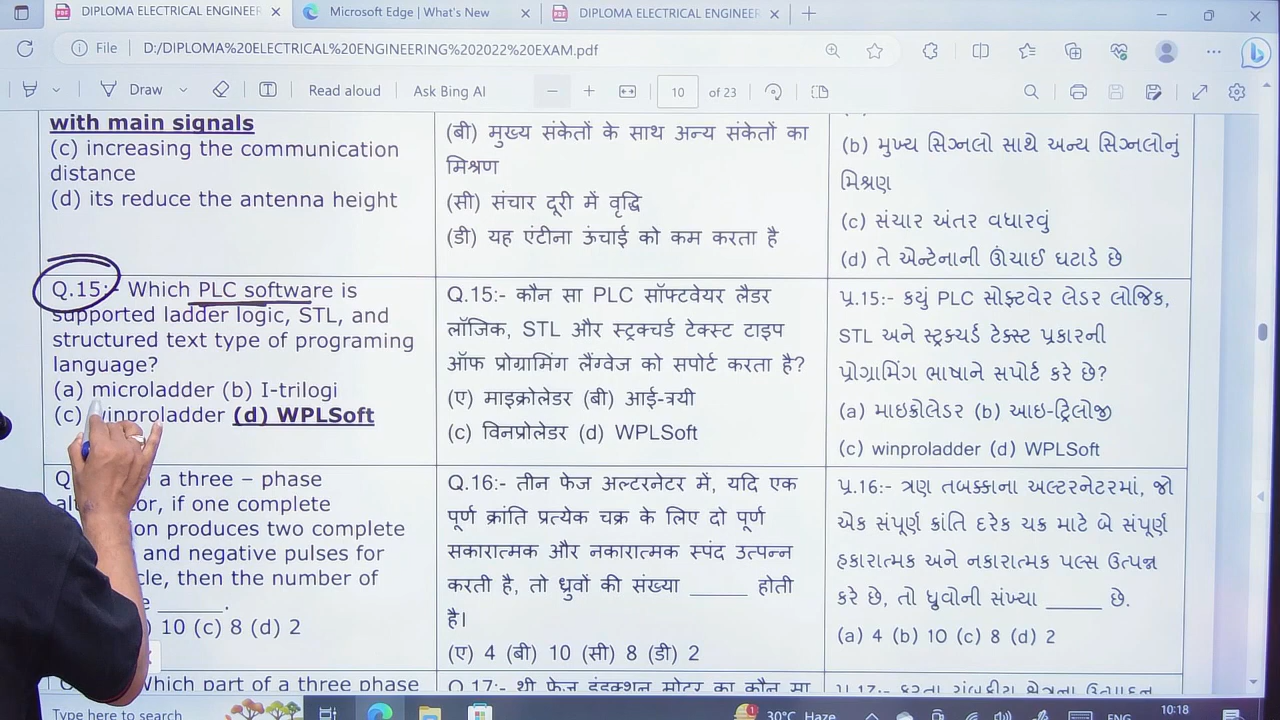 DIPLOMA ELECTRICAL ENGINEER
Microsoft Edge | What's New
DIPLOMA ELECTRICAL ENGINEER
File
D:/DIPLOMA%20ELECTRICAL%20ENGINEERING%202022%20EXAM.pdf
Draw
Read aloud
Ask Bing AI
10
of 23
with main signals
(c) increasing the communication
distance
(d) its reduce the antenna height
(बी) मुख्य संकेतों के साथ अन्य संकेतों का
मिश्रण
(सी) संचार दूरी में वृद्धि
(डी) यह एंटीना ऊंचाई को कम करता है
(b) મુખ્ય સિગ્નલો સાથે અન્ય સિગ્નલોનું
મિશ્રણ
(c) સંચાર અંતર વધારવું
(d) તે એન્ટેનાની ઊંચાઈ ઘટાડે છે
Q.15:- Which PLC software is
supported ladder logic, STL, and
structured text type of programing
language?
(a) microladder (b) I-trilogi
(c) winproladder (d) WPLSoft
Q.15:- कौन सा PLC सॉफ्टवेयर लैडर
लॉजिक, STL और स्ट्रक्चर्ड टेक्स्ट टाइप
ऑफ प्रोग्रामिंग लैंग्वेज को सपोर्ट करता है?
(ए) माइक्रोलेडर (बी) आई-त्रयी
(c) विनप्रोलेडर (d) WPLSoft
પ્ર.15:- કયું PLC સોફ્ટવેર લેડર લોજિક,
STL અને સ્ટ્રક્ચર્ડ ટેક્સ્ટ પ્રકારની
પ્રોગ્રામિંગ ભાષાને સપોર્ટ કરે છે?
(a) માઇક્રોલેડર (b) આઇ-ટ્રિલોજી
(c) winproladder (d) WPLSoft
a three – phase
if one complete
produces two complete
and negative pulses for
then the number of
______.
10 (c) 8 (d) 2
Q.16:- तीन फेज अल्टरनेटर में, यदि एक
पूर्ण क्रांति प्रत्येक चक्र के लिए दो पूर्ण
सकारात्मक और नकारात्मक स्पंद उत्पन्न
करती है, तो ध्रुवों की संख्या ______ होती
है।
(ए) 4 (बी) 10 (सी) 8 (डी) 2
પ્ર.16:- ત્રણ તબક્કાના અલ્ટરનેટરમાં, જો
એક સંપૂર્ણ ક્રાંતિ દરેક ચક્ર માટે બે સંપૂર્ણ
હકારાત્મક અને નકારાત્મક પલ્સ ઉત્પન્ન
કરે છે, તો ધ્રુવોની સંખ્યા ______ છે.
(a) 4 (b) 10 (c) 8 (d) 2
Which part of a three phase
Type here to search
30°C Haze
ENG
10:18